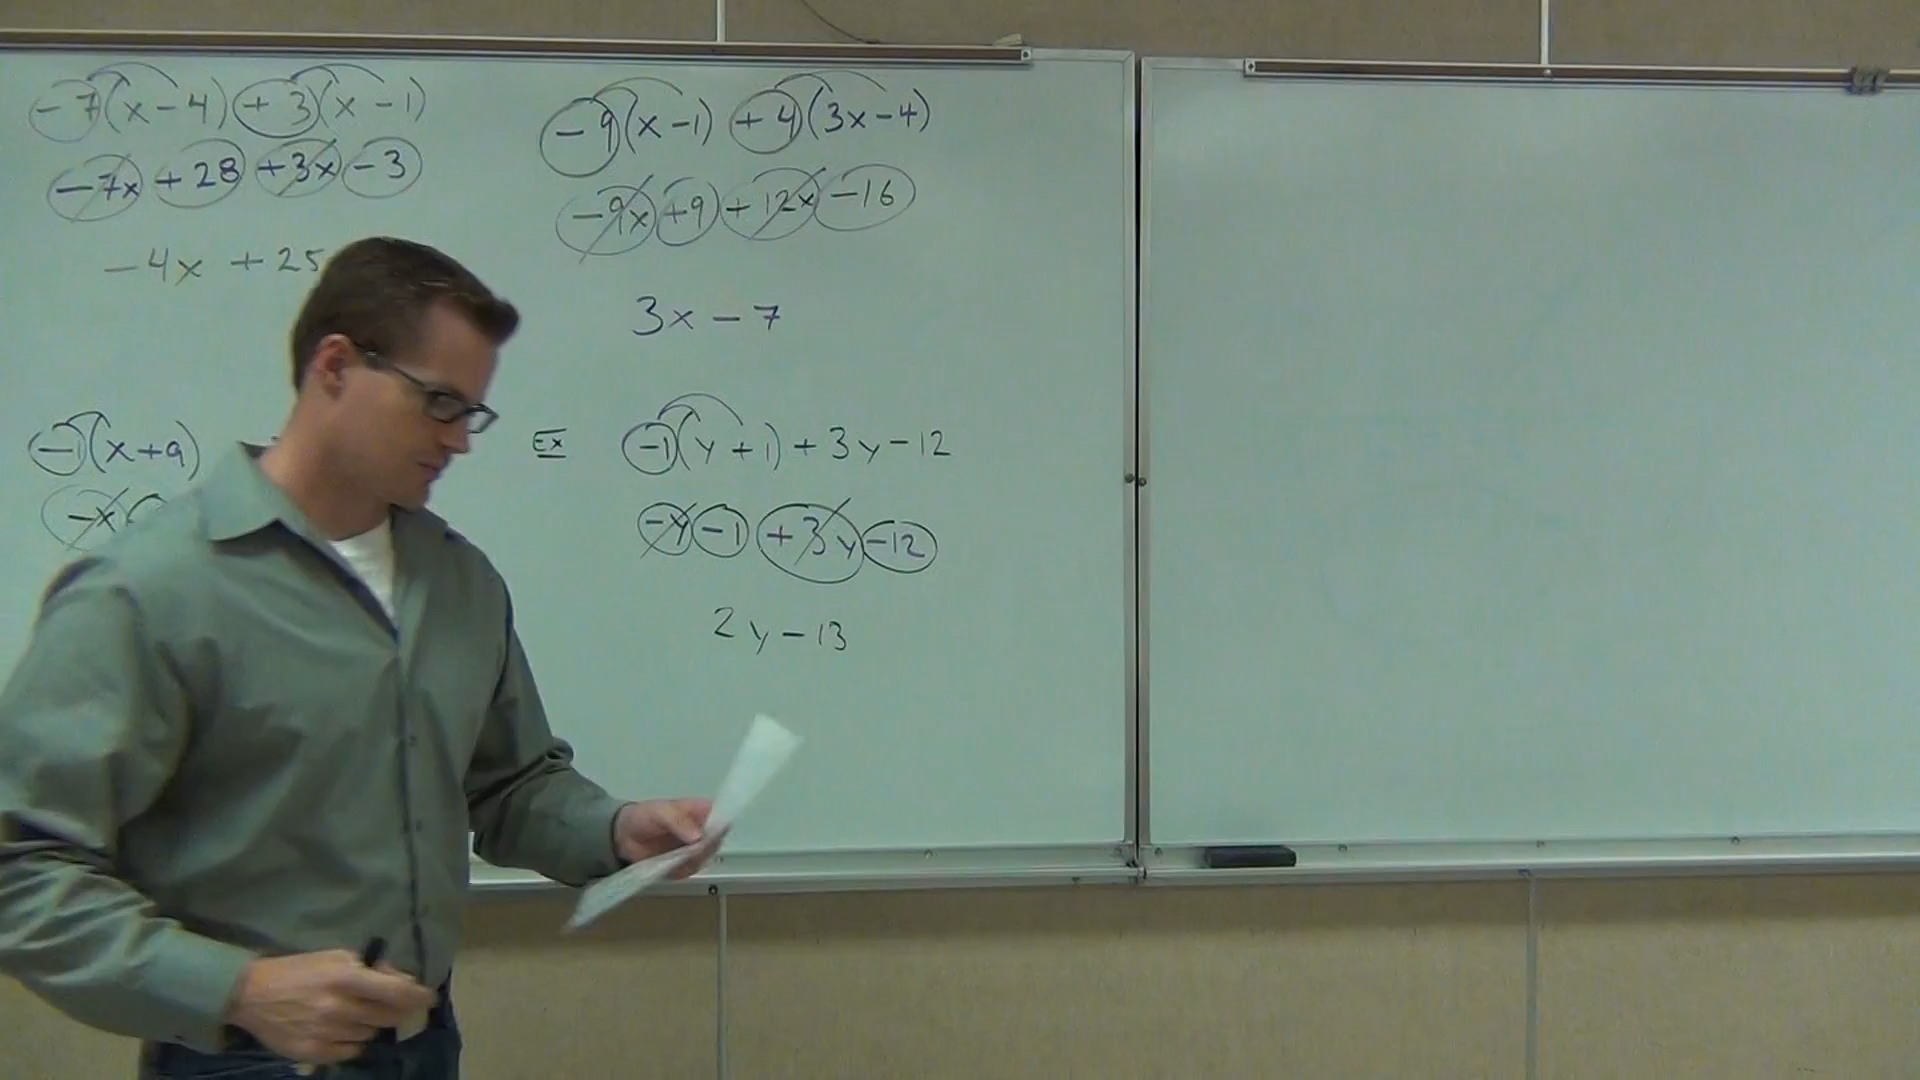 -7(x-4)+3(x-1)
-7x+28+3x-3
-4x+25
-9(x-1)+4(3x-4)
-9x+9+12x-16
3x-7
-1(x+9)
-x
Ex -1(y+1)+3y-12
-y-1+3y-12
2y-13